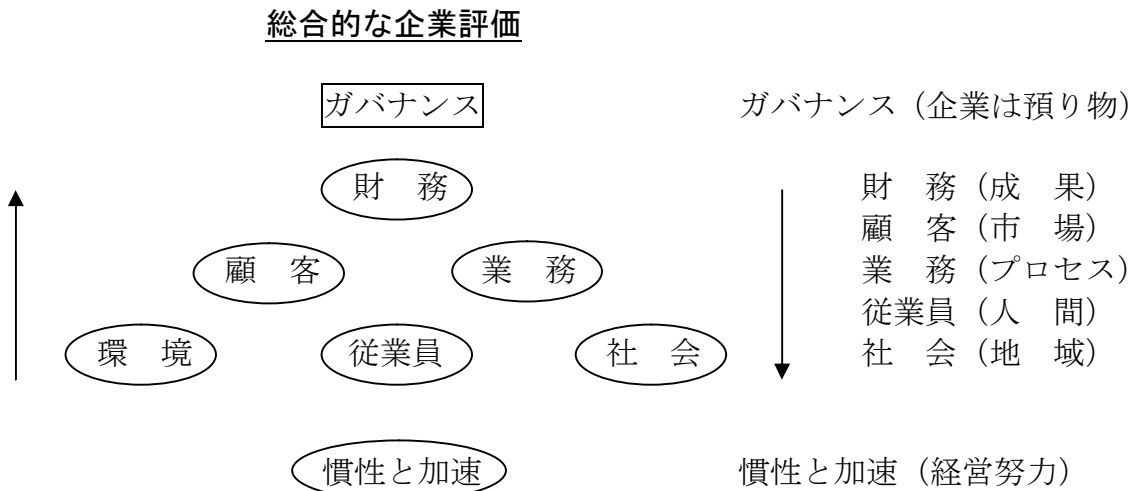 総合的な企業評価
ガバナンス
財　務
顧　客
業　務
環　境
従業員
社　会
慣性と加速
ガバナンス（企業は預り物）
財　務（成　果）
顧　客（市　場）
業　務（プロセス）
従業員（人　間）
社　会（地　域）
慣性と加速（経営努力）